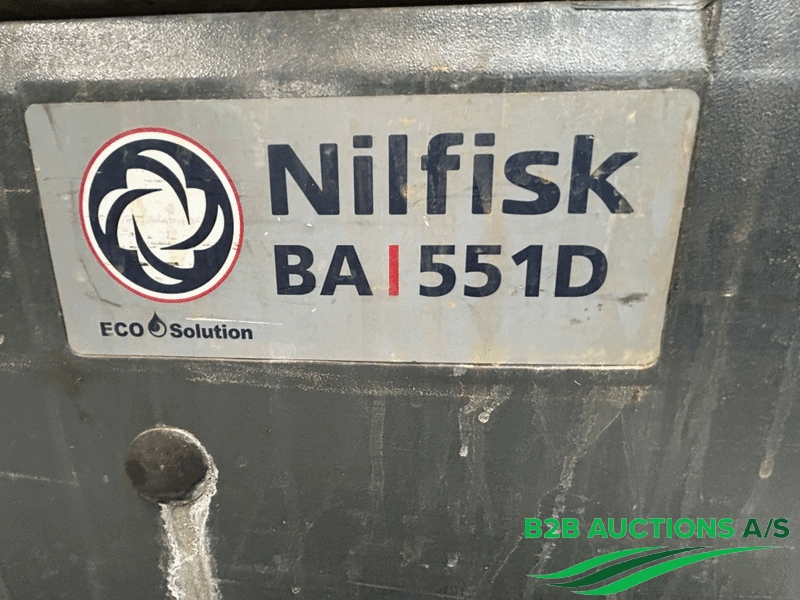 Nilfisk
BA|551D
ECO Solution
B2B AUCTIONS A/S